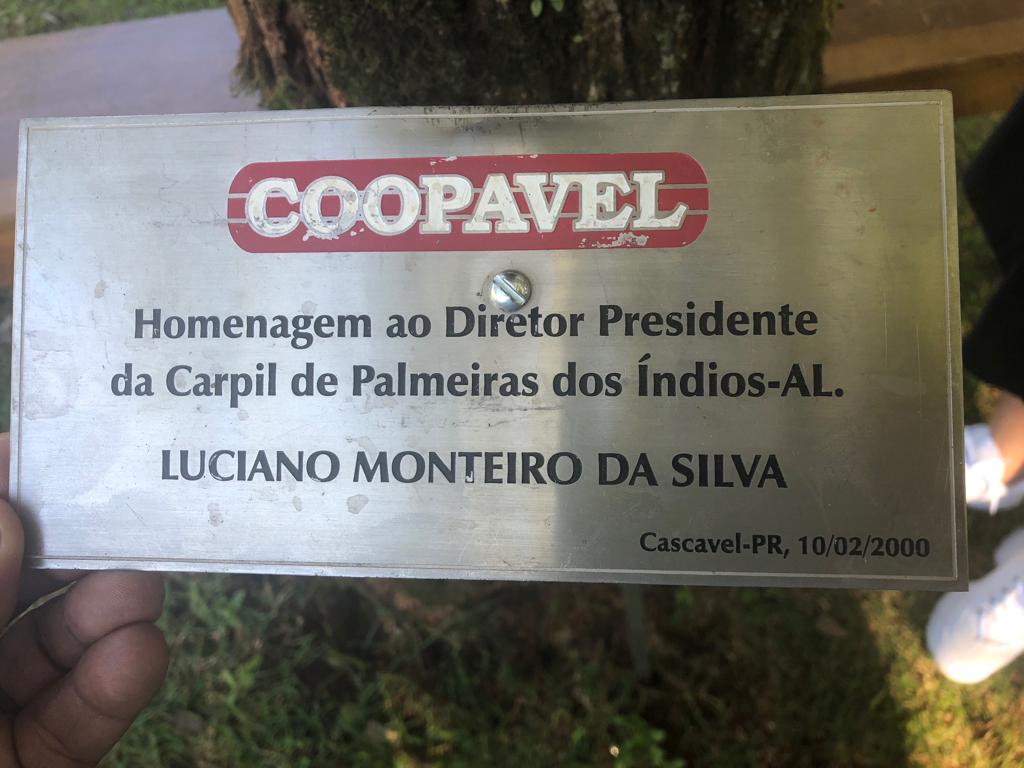 COOPAVEL
Homenagem ao Diretor Presidente
da Carpil de Palmeiras dos Índios-AL.
LUCIANO MONTEIRO DA SILVA
Cascavel-PR, 10/02/2000